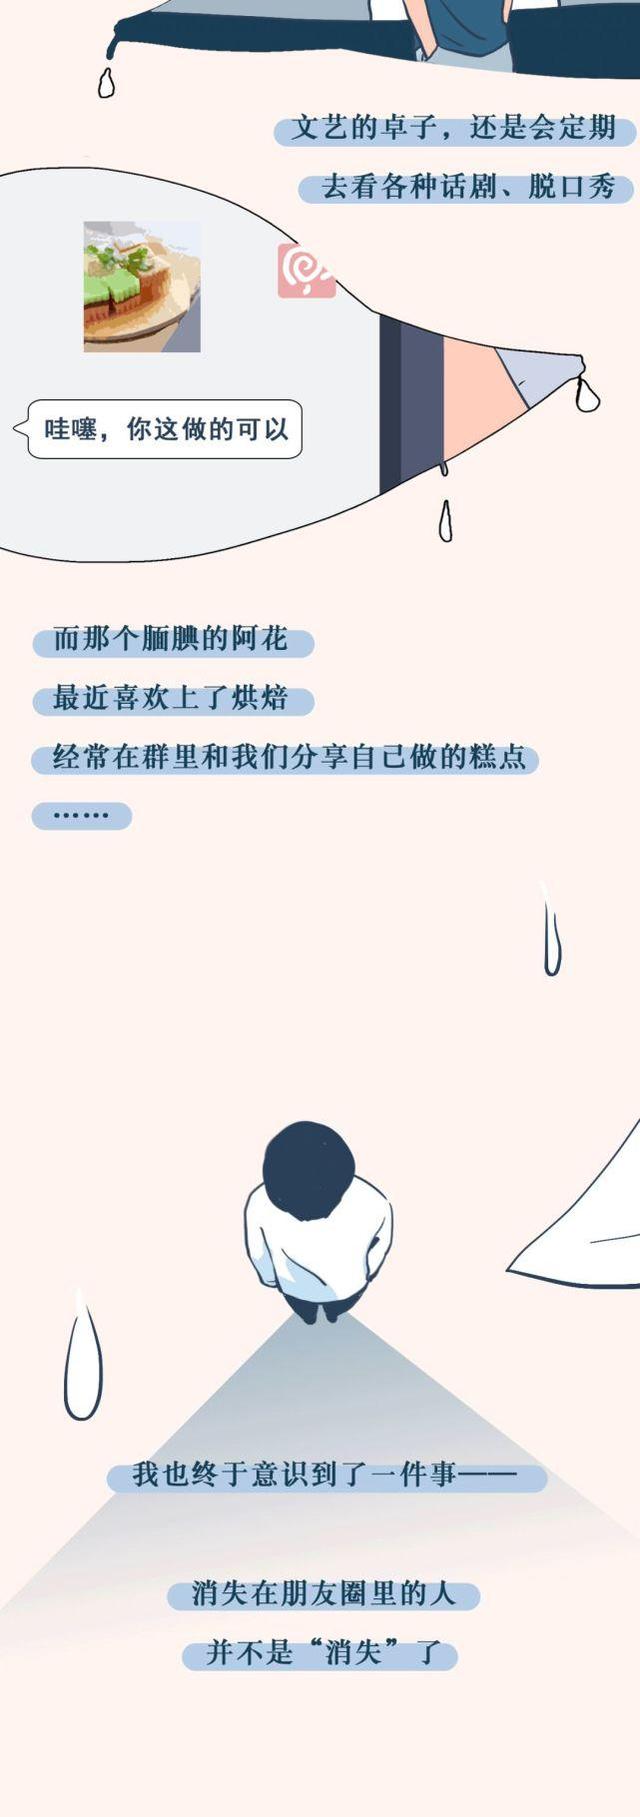 文艺的卓子，还是会定期
去看各种话剧、脱口秀
哇噻，你这做的可以
而那个腼腆的阿花
最近喜欢上了烘焙
经常在群里和我们分享自己做的糕点
……
我也终于意识到了一件事——
消失在朋友圈里的人
并不是“消失”了